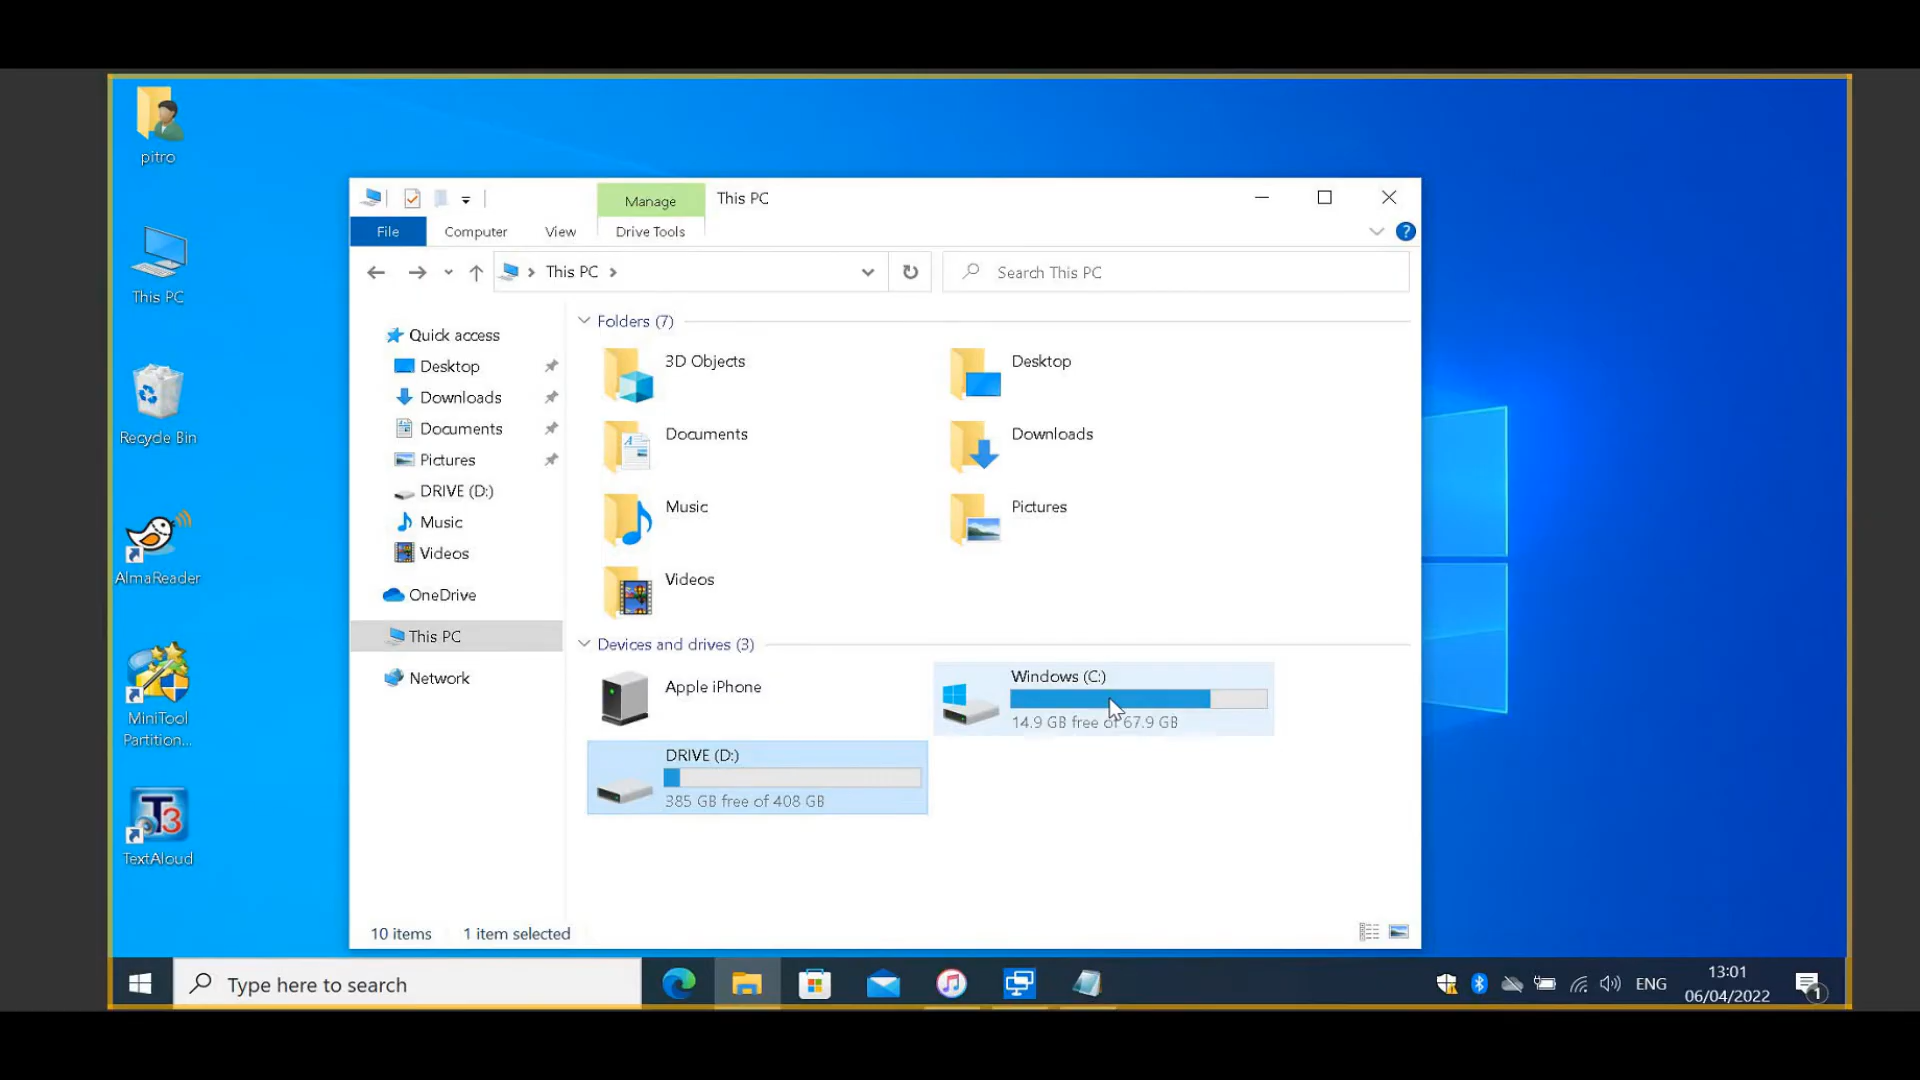 pitro
This PC
Recycle Bin
AlmaReader
MiniTool
Partition...
T3
TextAloud
Manage
This PC
File
Computer
View
Drive Tools
This PC
Search This PC
Quick access
Desktop
Downloads
Documents
Pictures
DRIVE (D:)
Music
Videos
OneDrive
This PC
Network
Folders (7)
3D Objects
Desktop
Documents
Downloads
Music
Pictures
Videos
Devices and drives (3)
Apple iPhone
Windows (C:)
14.9 GB free of 67.9 GB
DRIVE (D:)
385 GB free of 408 GB
10 items
1 item selected
Type here to search
ENG
13:01
06/04/2022
1